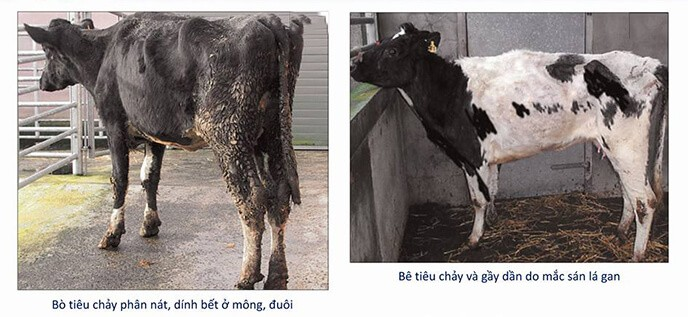 Bò tiêu chảy phân nát, dính bết ở mông, đuôi
Bê tiêu chảy và gầy dần do mắc sán lá gan